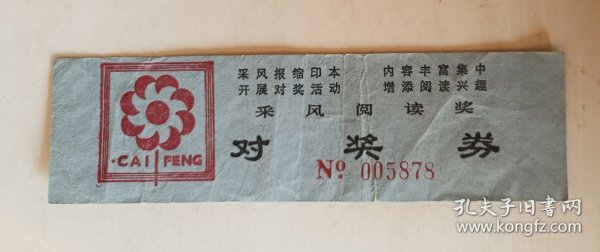 采风报缩印本 内容丰富集中
开展对奖活动 增添阅读兴趣
采风阅读奖
·CAI FENG
对奖券
Nº 005878
孔夫子旧书网
www.kongfz.com